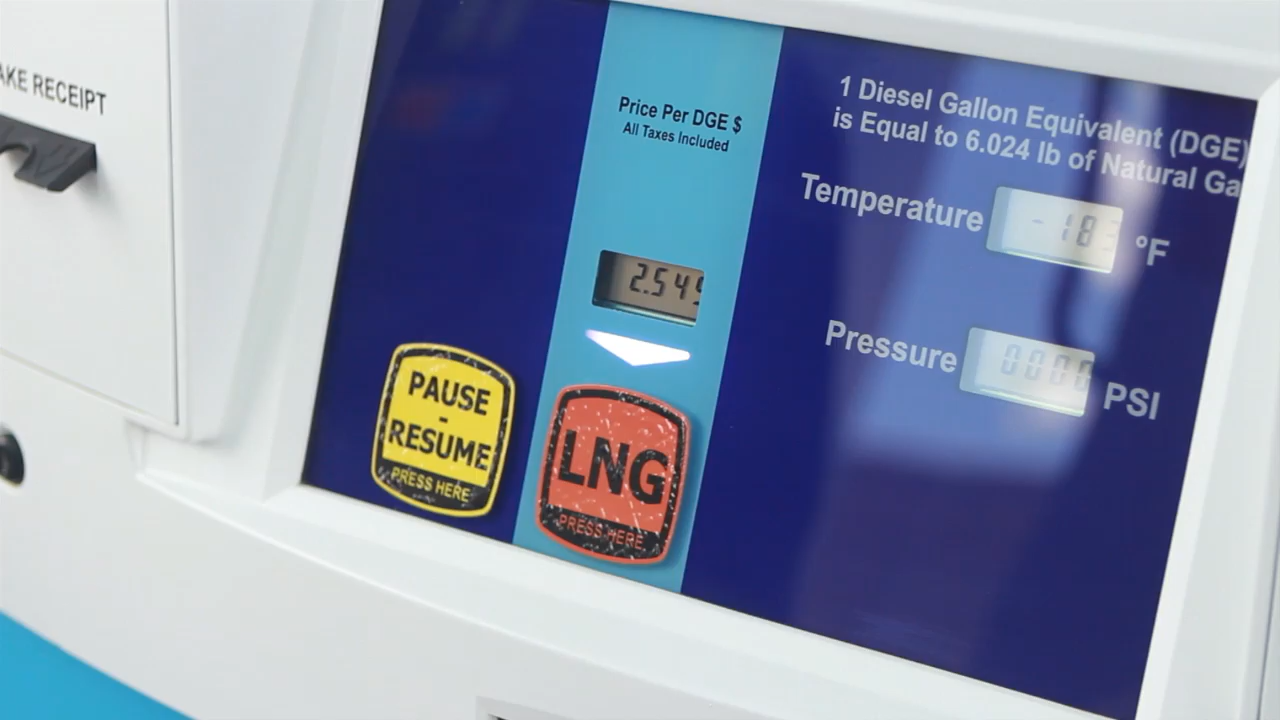 AKE RECEIPT
Price Per DGE $
All Taxes Included
2.549
1 Diesel Gallon Equivalent (DGE)
is Equal to 6.024 lb of Natural Ga
Temperature
°F
Pressure
PSI
PAUSE
-
RESUME
PRESS HERE
LNG
PRESS HERE